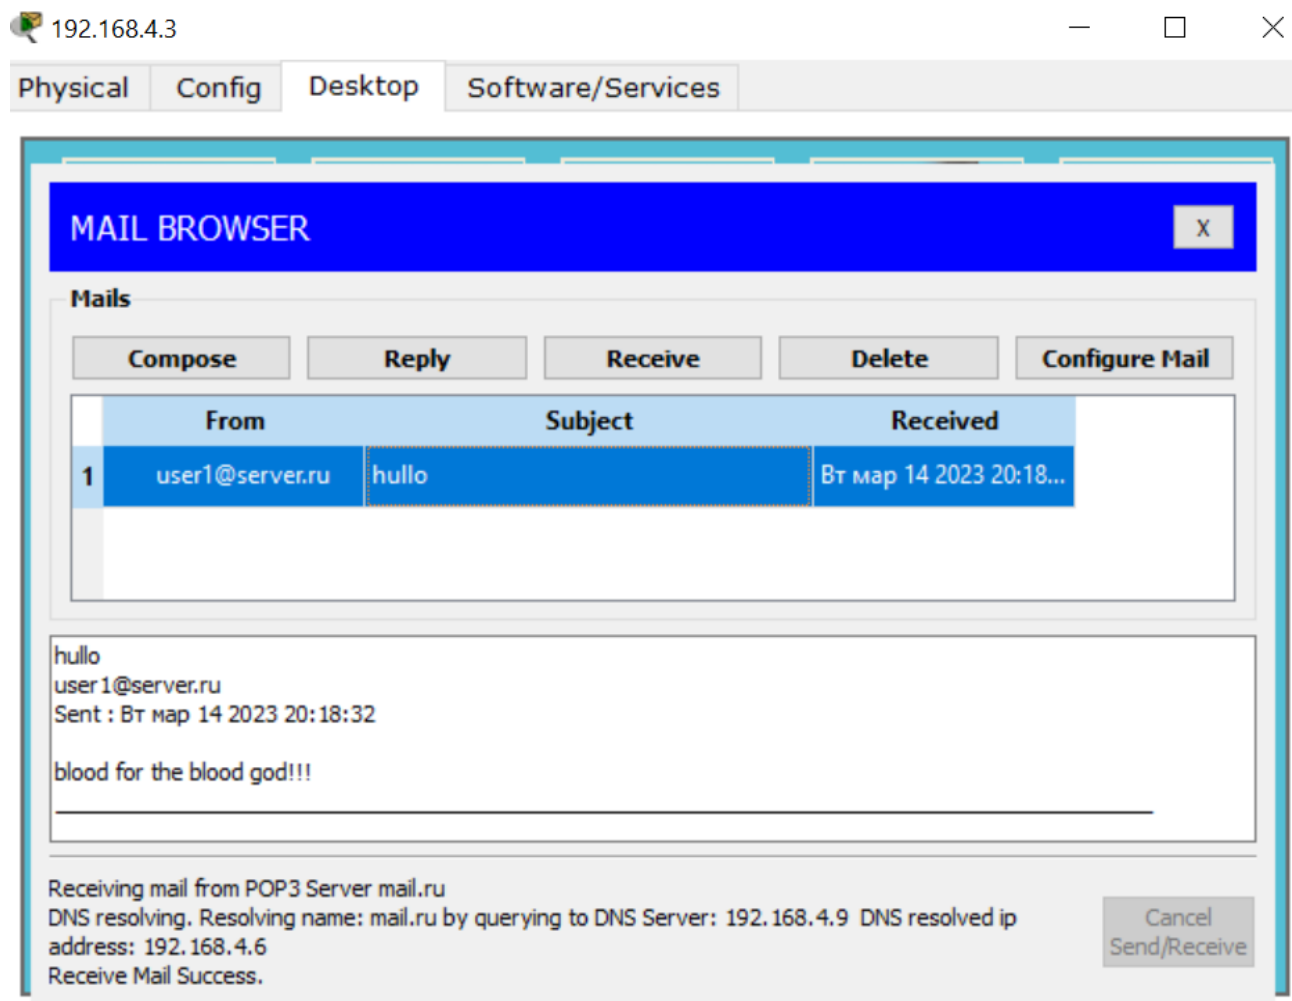 192.168.4.3
Physical Config Desktop Software/Services
MAIL BROWSER
X
Mails
Compose Reply Receive Delete Configure Mail
From Subject Received
1 user1@server.ru hullo Вт мар 14 2023 20:18...
hullo
user1@server.ru
Sent : Вт мар 14 2023 20:18:32
blood for the blood god!!!
Receiving mail from POP3 Server mail.ru
DNS resolving. Resolving name: mail.ru by querying to DNS Server: 192.168.4.9 DNS resolved ip
address: 192.168.4.6
Receive Mail Success.
Cancel
Send/Receive